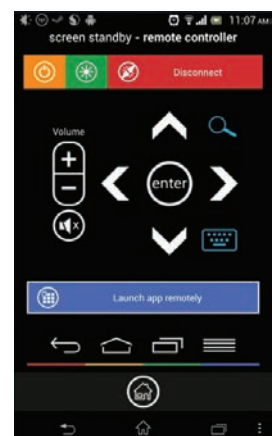 11:07 AM
screen standby - remote controller
Disconnect
Volume
enter
Launch app remotely